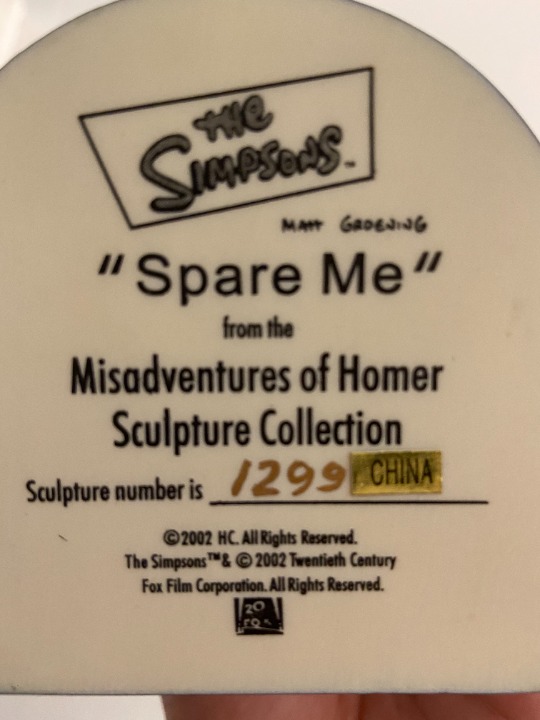 THE
SIMPSONS™
MATT GROENING
"Spare Me"
from the
Misadventures of Homer
Sculpture Collection
Sculpture number is 1299 CHINA
©2002 HC. All Rights Reserved.
The Simpsons™ & ©2002 Twentieth Century
Fox Film Corporation. All Rights Reserved.
20
FOX